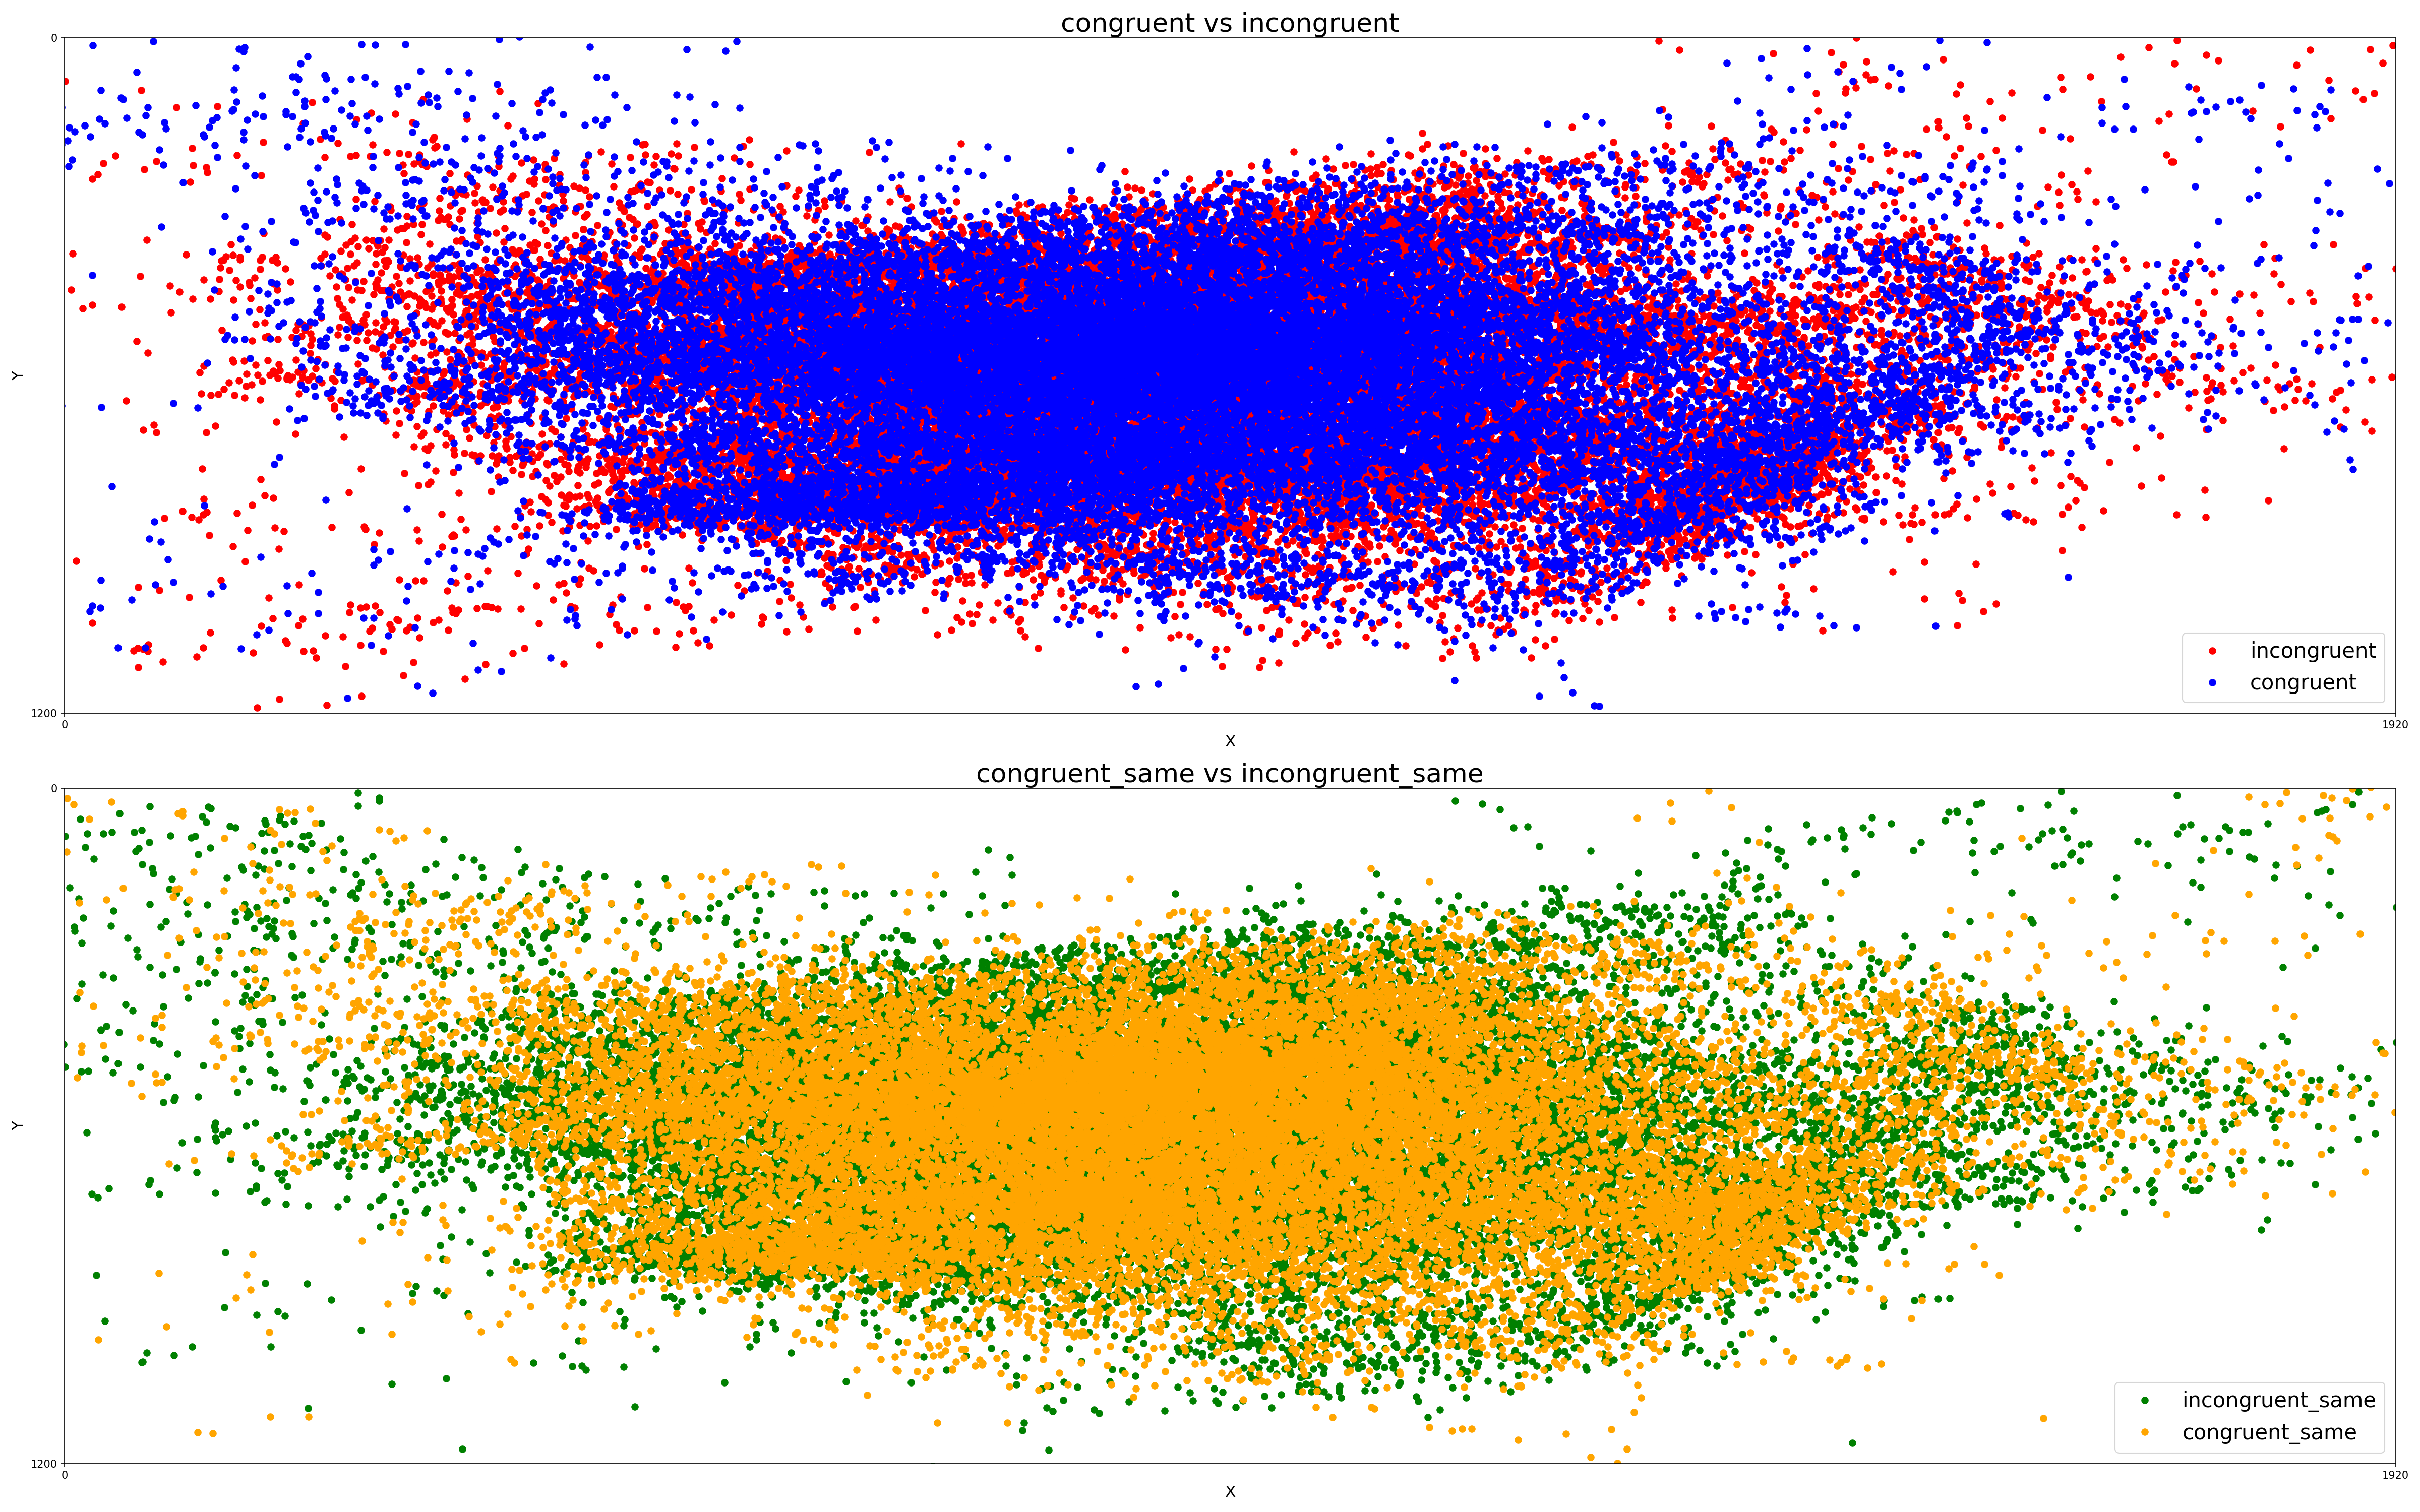 congruent vs incongruent
0
Y
incongruent
congruent
1200
0
1920
X
congruent_same vs incongruent_same
0
Y
incongruent_same
congruent_same
1200
0
1920
X